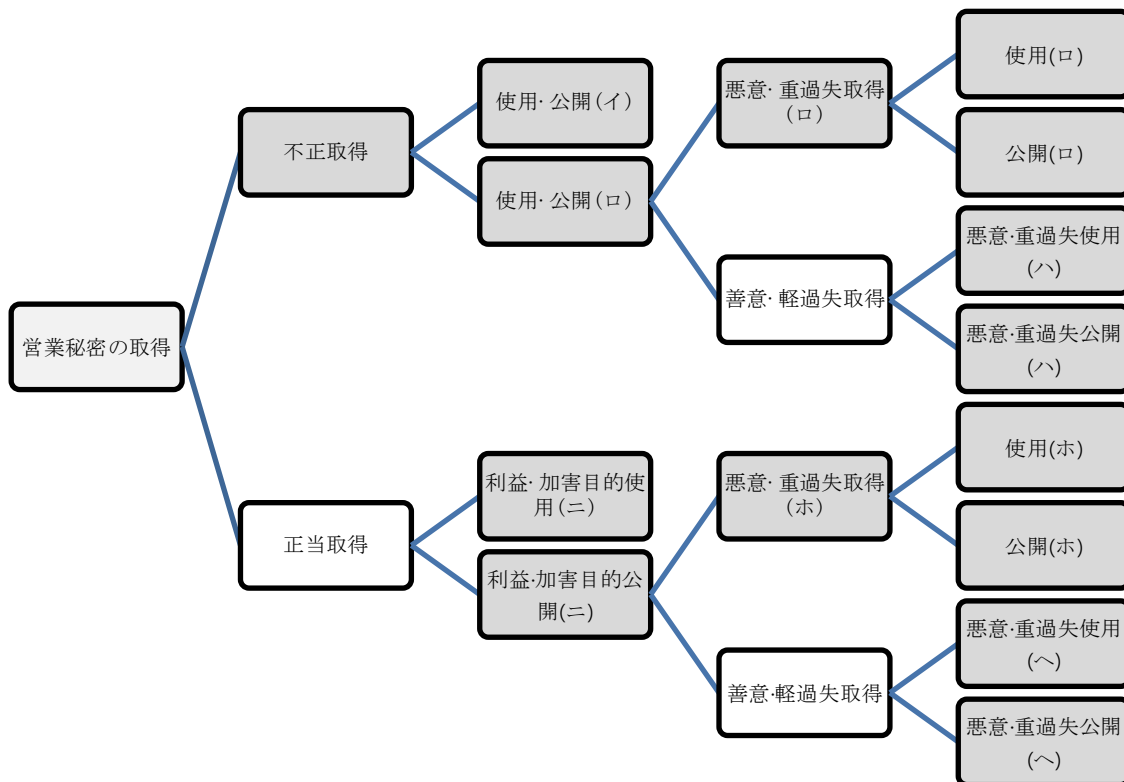 営業秘密の取得
不正取得
使用・公開(イ)
使用・公開(ロ)
悪意・重過失取得
(ロ)
使用(ロ)
公開(ロ)
善意・軽過失取得
悪意・重過失使用
(ハ)
悪意・重過失公開
(ハ)
正当取得
利益・加害目的使
用(ニ)
利益・加害目的公
開(ニ)
悪意・重過失取得
(ホ)
使用(ホ)
公開(ホ)
善意・軽過失取得
悪意・重過失使用
(ヘ)
悪意・重過失公開
(ヘ)